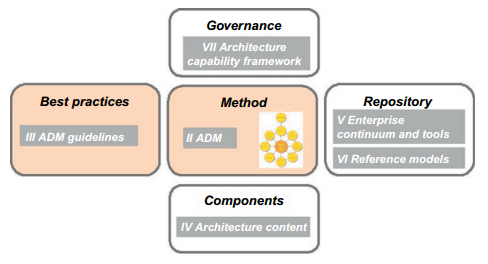 Governance
VII Architecture
capability framework
Best practices
III ADM guidelines
Method
II ADM
Repository
V Enterprise
continuum and tools
VI Reference models
Components
IV Architecture content